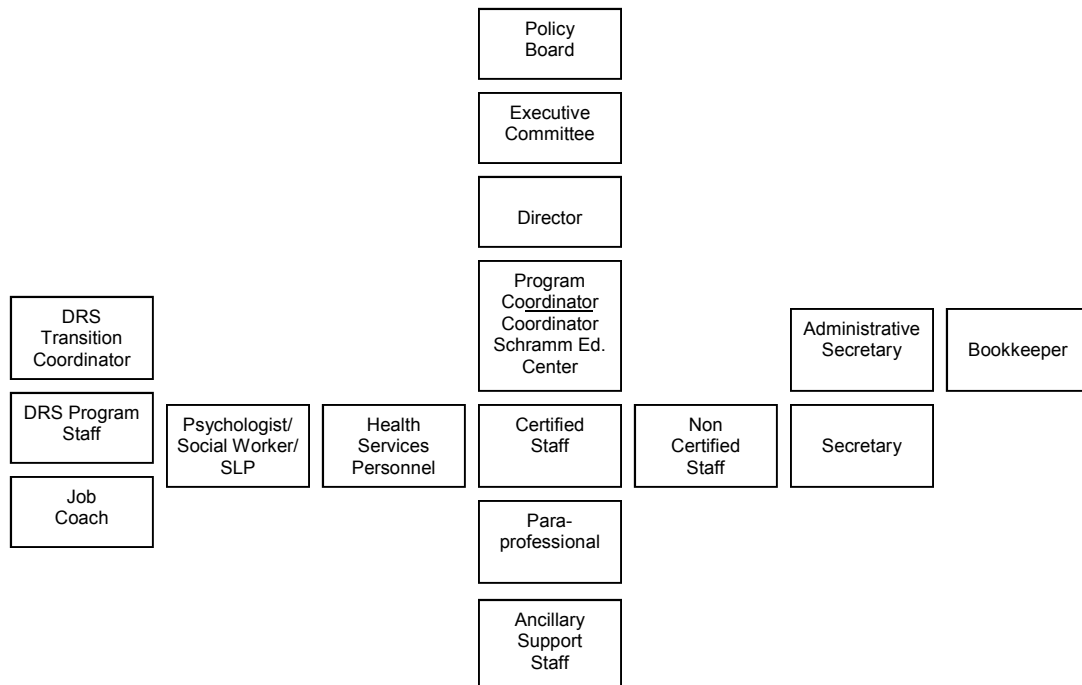 Policy
Board
Executive
Committee
Director
Program
Coordinator
Coordinator
Schramm Ed.
Center
DRS
Transition
Coordinator
Administrative
Secretary
Bookkeeper
DRS Program
Staff
Psychologist/
Social Worker/
SLP
Health
Services
Personnel
Certified
Staff
Non
Certified
Staff
Secretary
Job
Coach
Para-
professional
Ancillary
Support
Staff